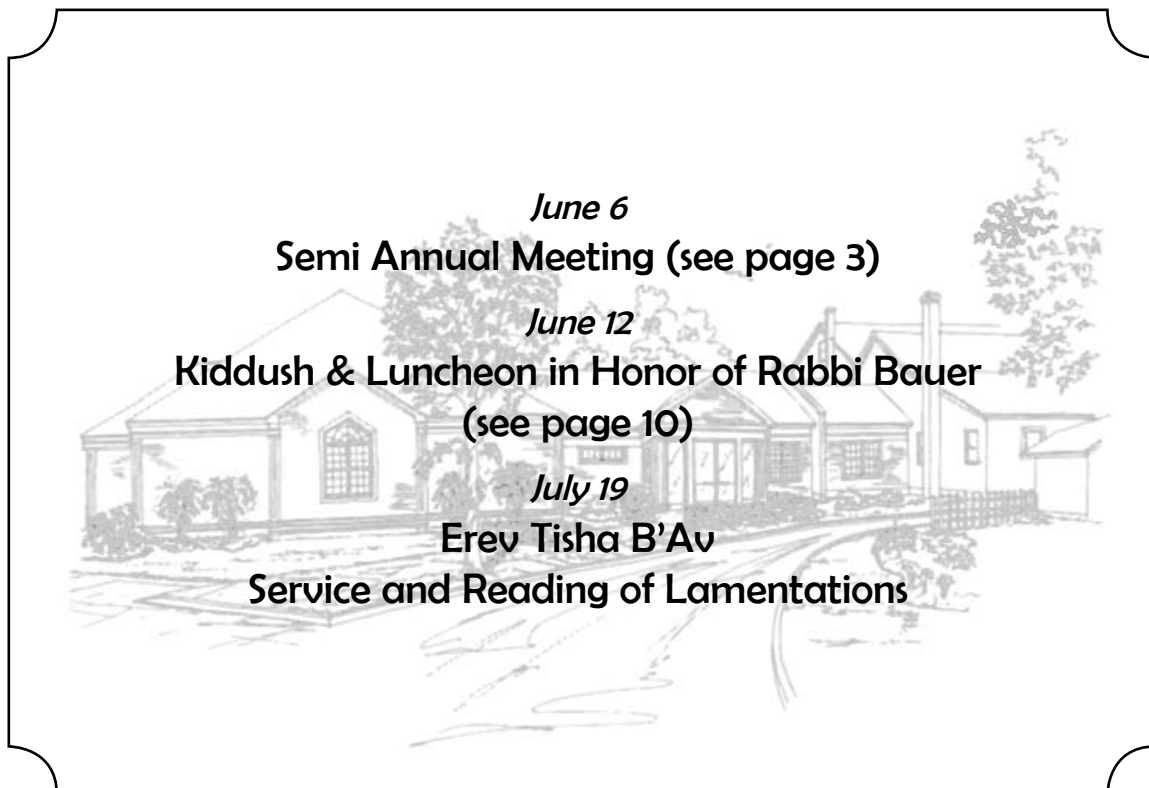 June 6
Semi Annual Meeting (see page 3)
June 12
Kiddush & Luncheon in Honor of Rabbi Bauer
(see page 10)
July 19
Erev Tisha B’Av
Service and Reading of Lamentations